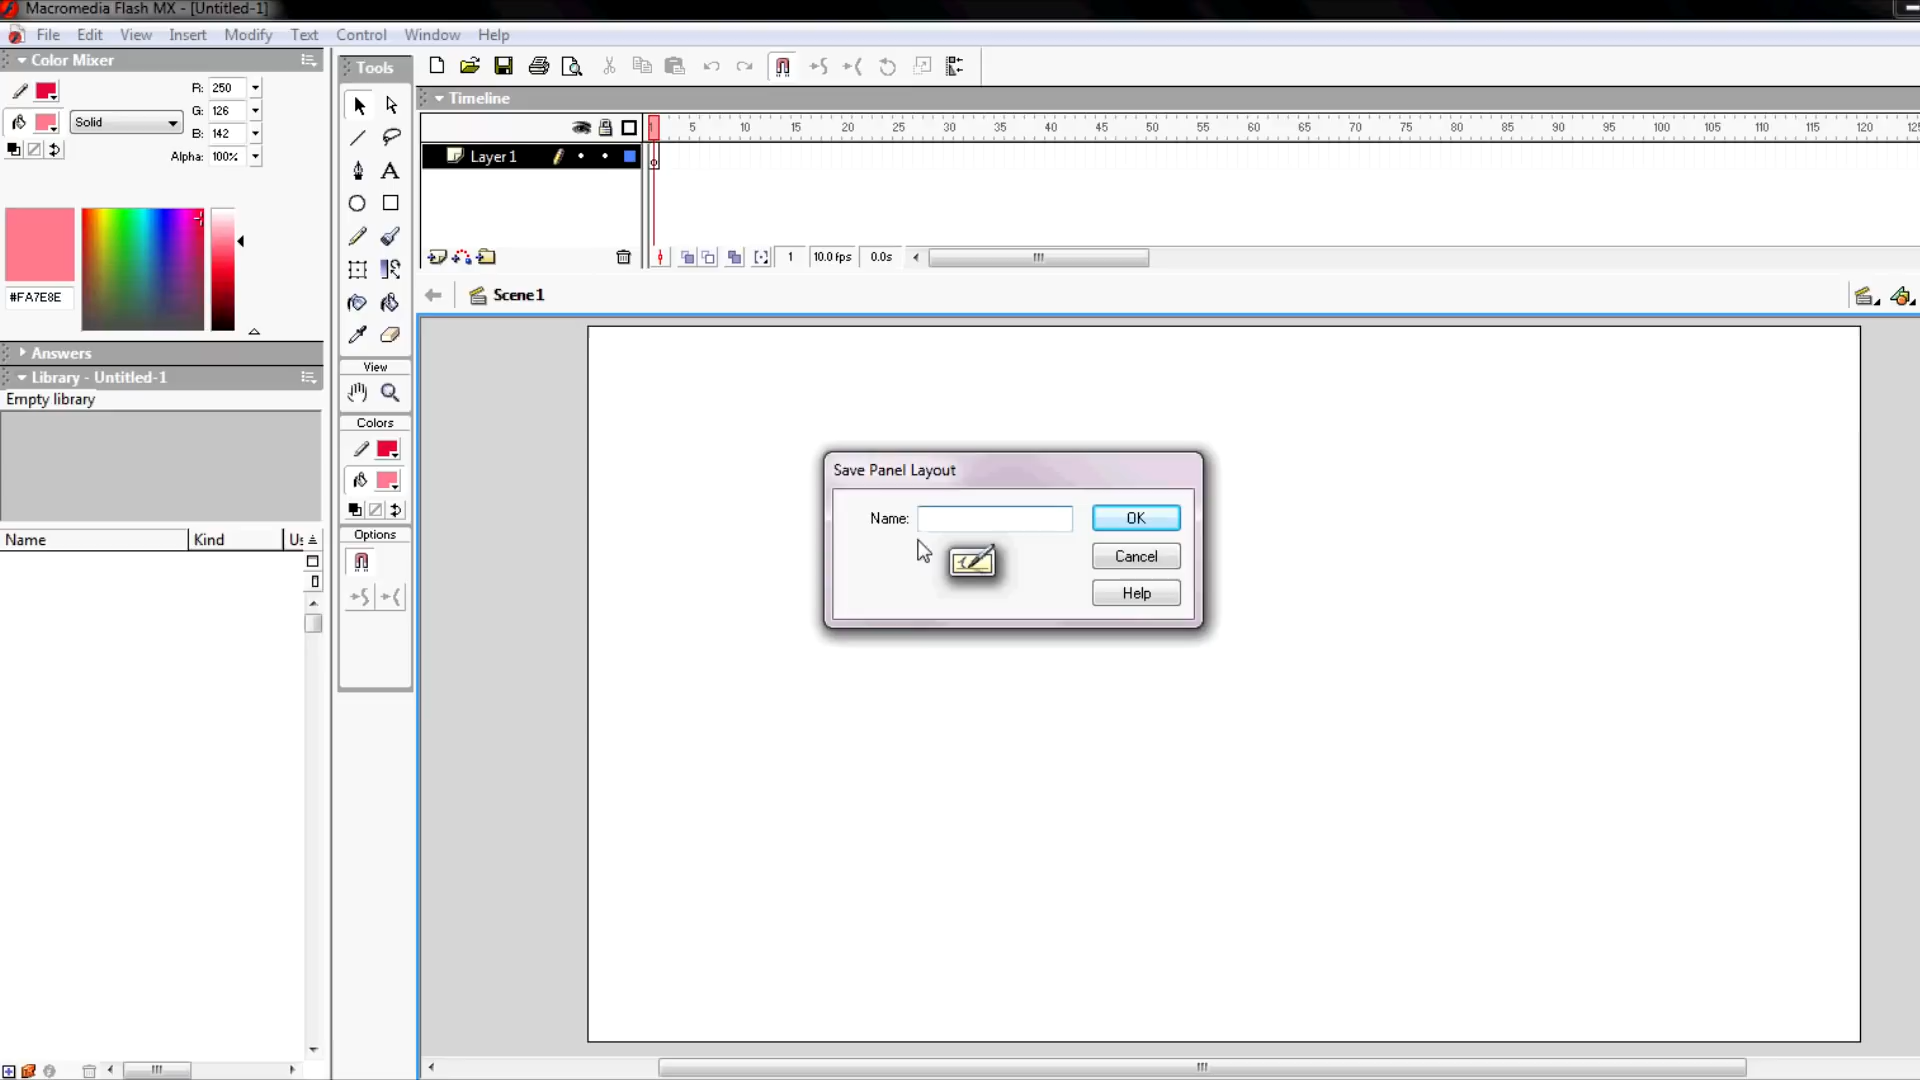 Macromedia Flash MX - [Untitled-1]
File Edit View Insert Modify Text Control Window Help
Color Mixer
R: 250
Solid
G: 126
B: 142
Alpha: 100%
#FA7E8E
Answers
Library - Untitled-1
Empty library
Name Kind
Tools
View
Colors
Options
Timeline
1 5 10 15 20 25 30 35 40 45 50 55 60 65 70 75 80 85 90 95 100 105 110 115 120 125
Layer 1
1 10.0 fps 0.0s
Scene 1
Save Panel Layout
Name: OK
Cancel
Help